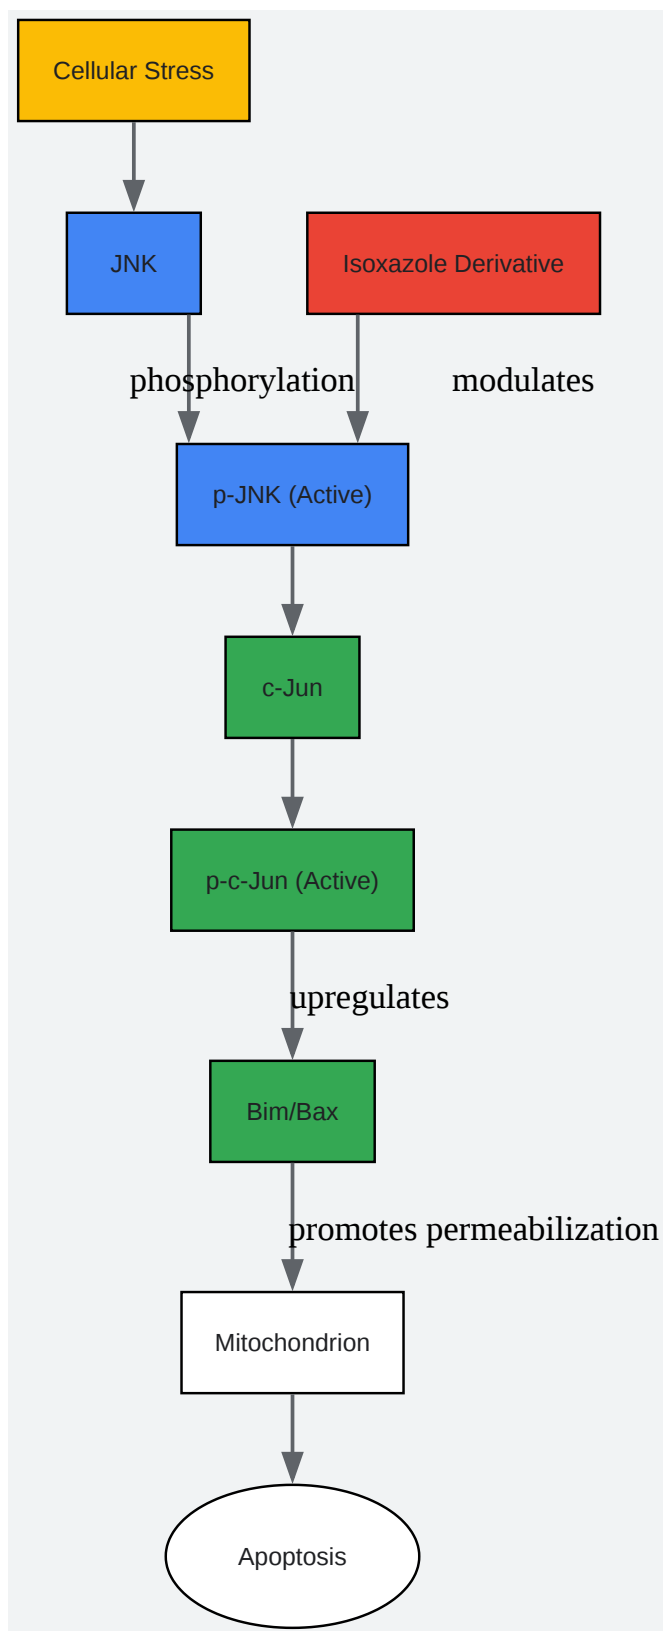 Cellular Stress
JNK
Isoxazole Derivative
phosphorylation
modulates
p-JNK (Active)
c-Jun
p-c-Jun (Active)
upregulates
Bim/Bax
promotes permeabilization
Mitochondrion
Apoptosis